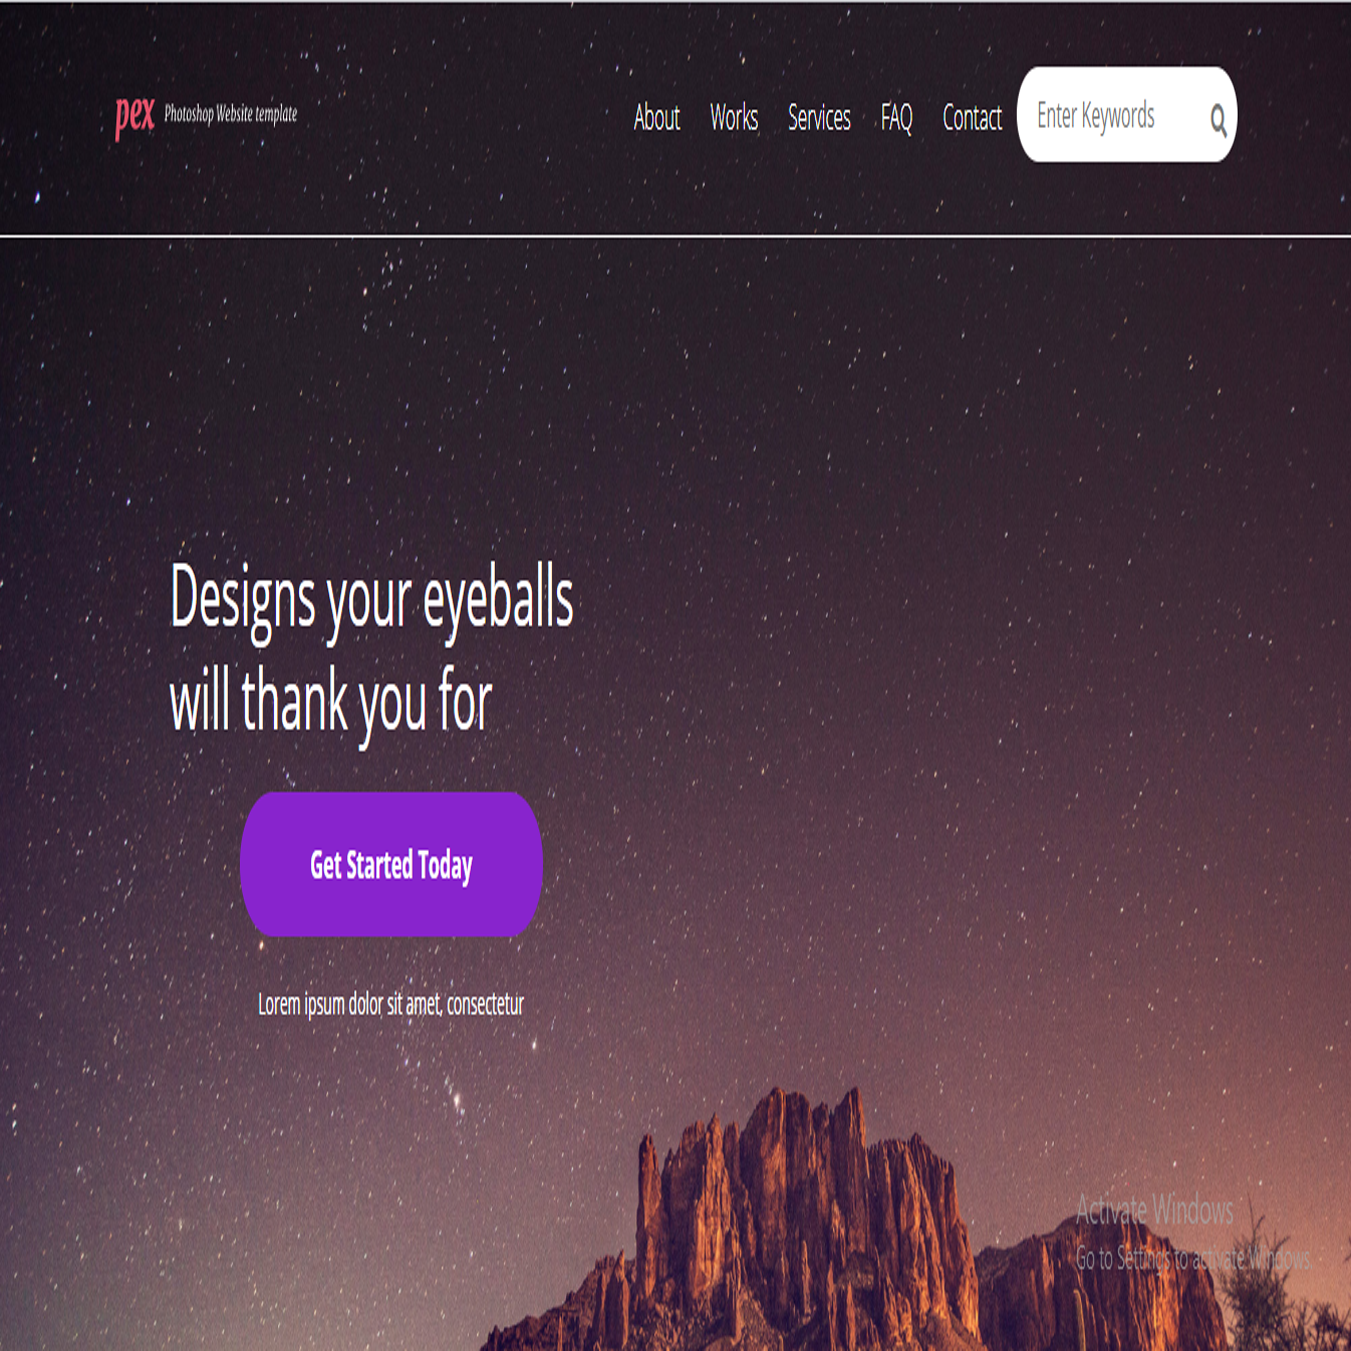 pex Photoshop Website template
About Works Services FAQ Contact Enter Keywords
Designs your eyeballs
will thank you for
Get Started Today
Lorem ipsum dolor sit amet, consectetur
Activate Windows
Go to Settings to activate Windows.